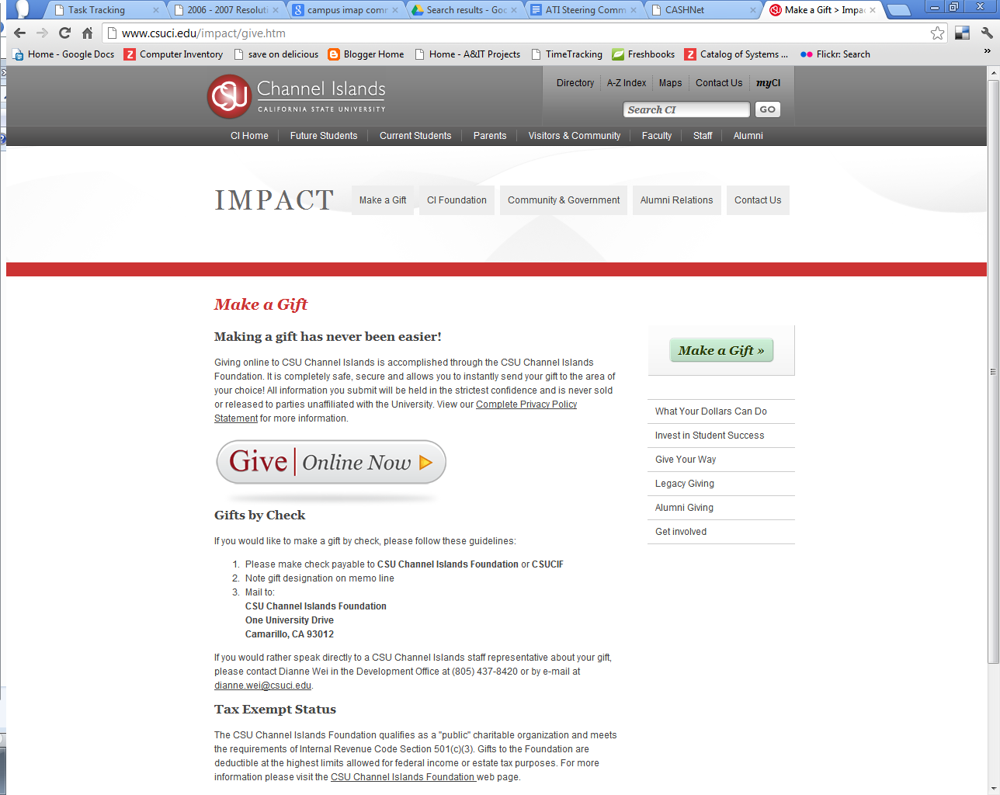 Task Tracking
2006 - 2007 Resoluti
campus imap comm
Search results - Goo
ATI Steering Comm
CASHNet
Make a Gift > Impac
www.csuci.edu/impact/give.htm
Home - Google Docs
Computer Inventory
save on delicious
Blogger Home
Home - A&IT Projects
TimeTracking
Freshbooks
Catalog of Systems ...
Flickr: Search
»
CSU Channel Islands
CALIFORNIA STATE UNIVERSITY
Directory
A-Z Index
Maps
Contact Us
myCI
Search CI
GO
CI Home
Future Students
Current Students
Parents
Visitors & Community
Faculty
Staff
Alumni
IMPACT
Make a Gift
CI Foundation
Community & Government
Alumni Relations
Contact Us
Make a Gift
Making a gift has never been easier!
Giving online to CSU Channel Islands is accomplished through the CSU Channel Islands
Foundation. It is completely safe, secure and allows you to instantly send your gift to the area of
your choice! All information you submit will be held in the strictest confidence and is never sold
or released to parties unaffiliated with the University. View our Complete Privacy Policy
Statement for more information.
Give | Online Now
Gifts by Check
If you would like to make a gift by check, please follow these guidelines:
1. Please make check payable to CSU Channel Islands Foundation or CSUCIF
2. Note gift designation on memo line
3. Mail to:
CSU Channel Islands Foundation
One University Drive
Camarillo, CA 93012
If you would rather speak directly to a CSU Channel Islands staff representative about your gift,
please contact Dianne Wei in the Development Office at (805) 437-8420 or by e-mail at
dianne.wei@csuci.edu.
Tax Exempt Status
The CSU Channel Islands Foundation qualifies as a "public" charitable organization and meets
the requirements of Internal Revenue Code Section 501(c)(3). Gifts to the Foundation are
deductible at the highest limits allowed for federal income or estate tax purposes. For more
information please visit the CSU Channel Islands Foundation web page.
Make a Gift »
What Your Dollars Can Do
Invest in Student Success
Give Your Way
Legacy Giving
Alumni Giving
Get involved